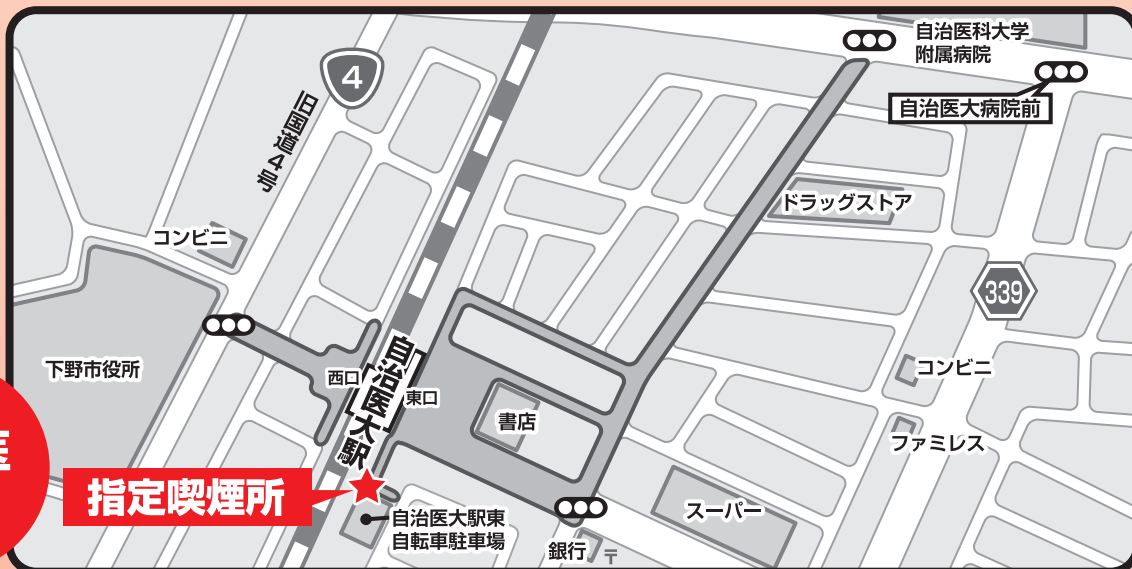 自治医科大学
附属病院
4
自治医大病院前
旧国道4号
ドラッグストア
コンビニ
339
下野市役所
西口
自治医大駅
東口
書店
コンビニ
ファミレス
指定喫煙所
スーパー
自治医大駅東
自転車駐車場
銀行
〒